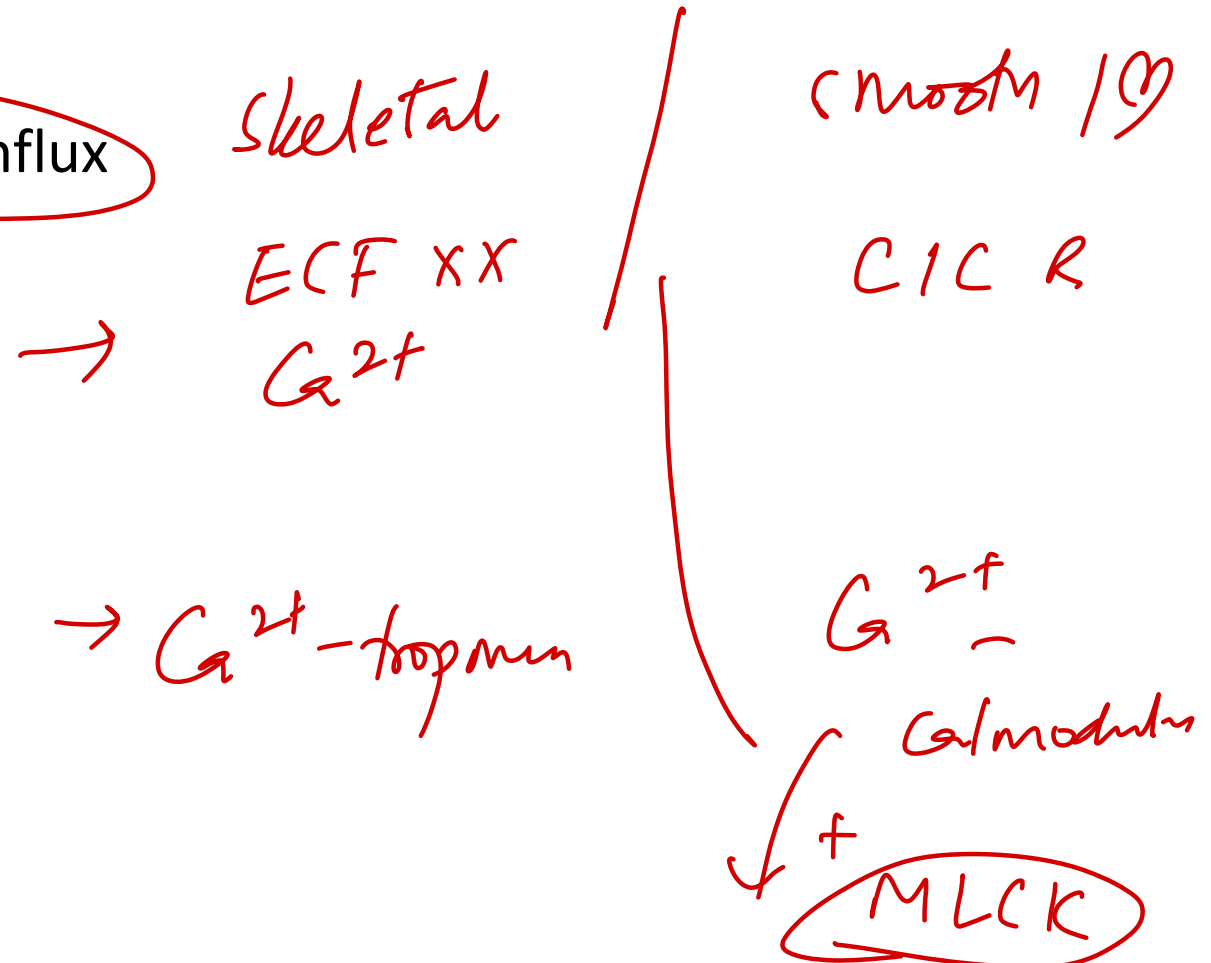 nflux
skeletal / smooth / ♡
ECF XX
CICR
→ Ca²⁺
→ Ca²⁺ - troponin
Ca²⁺ -
Calmodulin
+
MLCK